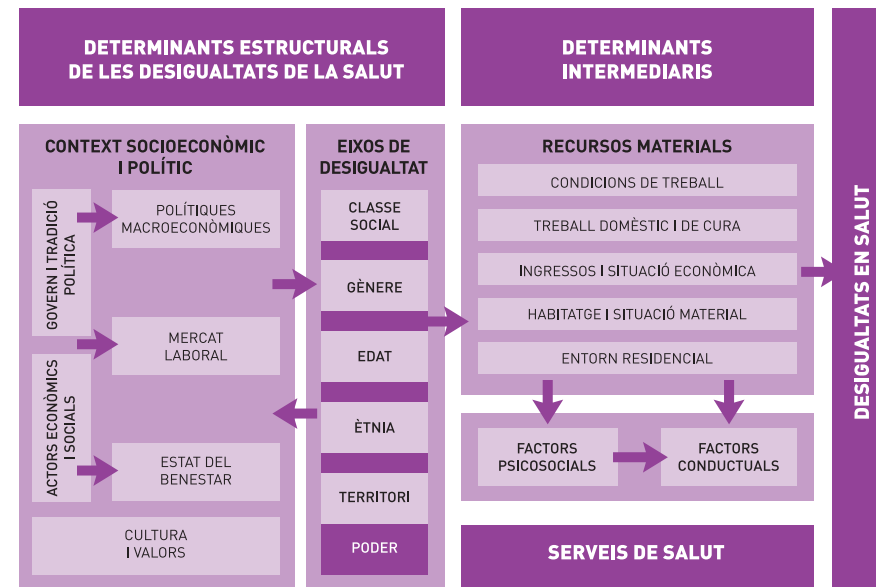 DETERMINANTS ESTRUCTURALS
DE LES DESIGUALTATS DE LA SALUT
DETERMINANTS
INTERMEDIARIS
CONTEXT SOCIOECONÒMIC
I POLÍTIC
GOVERN I TRADICIÓ
POLÍTICA
ACTORS ECONÒMICS
I SOCIALS
POLÍTIQUES
MACROECONÒMIQUES
MERCAT
LABORAL
ESTAT DEL
BENESTAR
CULTURA
I VALORS
EIXOS DE
DESIGUALTAT
CLASSE
SOCIAL
GÈNERE
EDAT
ÈTNIA
TERRITORI
PODER
RECURSOS MATERIALS
CONDICIONS DE TREBALL
TREBALL DOMÈSTIC I DE CURA
INGRESSOS I SITUACIÓ ECONÒMICA
HABITATGE I SITUACIÓ MATERIAL
ENTORN RESIDENCIAL
FACTORS
PSICOSOCIALS
FACTORS
CONDUCTUALS
SERVEIS DE SALUT
DESIGUALTATS EN SALUT